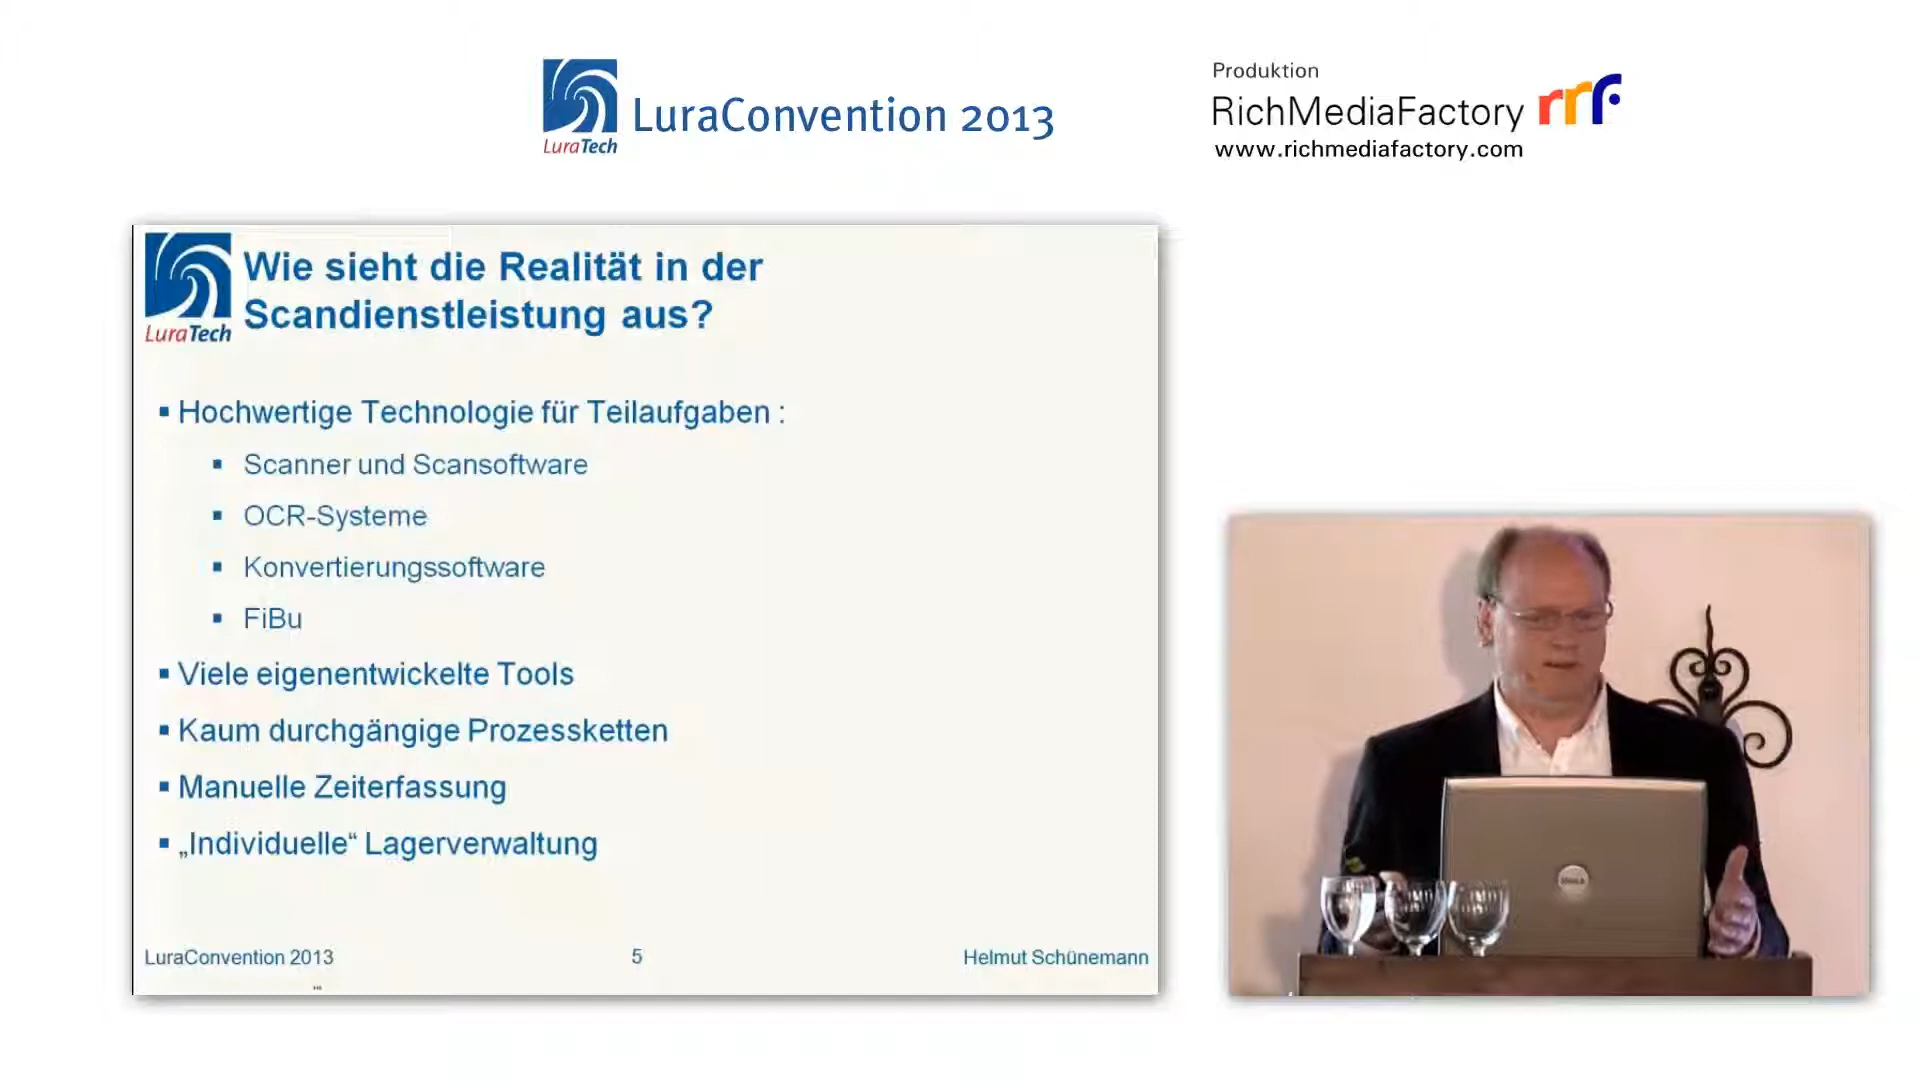 LuraTech
LuraConvention 2013
Produktion
RichMediaFactory rmf
www.richmediafactory.com
LuraTech
Wie sieht die Realität in der
Scandienstleistung aus?
▪ Hochwertige Technologie für Teilaufgaben :
▪ Scanner und Scansoftware
▪ OCR-Systeme
▪ Konvertierungssoftware
▪ FiBu
▪ Viele eigenentwickelte Tools
▪ Kaum durchgängige Prozessketten
▪ Manuelle Zeiterfassung
▪ „Individuelle“ Lagerverwaltung
LuraConvention 2013 5 Helmut Schünemann
DELL